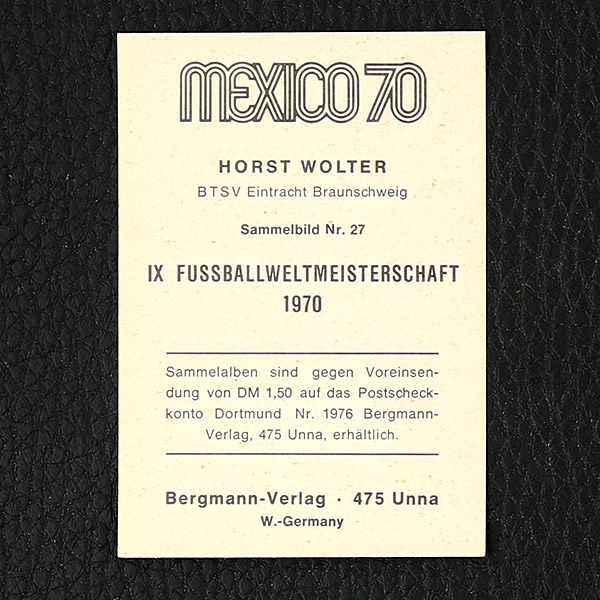 MEXICO 70
HORST WOLTER
BTSV Eintracht Braunschweig
Sammelbild Nr. 27
IX FUSSBALLWELTMEISTERSCHAFT
1970
Sammelalben sind gegen Voreinsen-
dung von DM 1,50 auf das Postscheck-
konto Dortmund Nr. 1976 Bergmann-
Verlag, 475 Unna, erhältlich.
Bergmann-Verlag · 475 Unna
W.-Germany